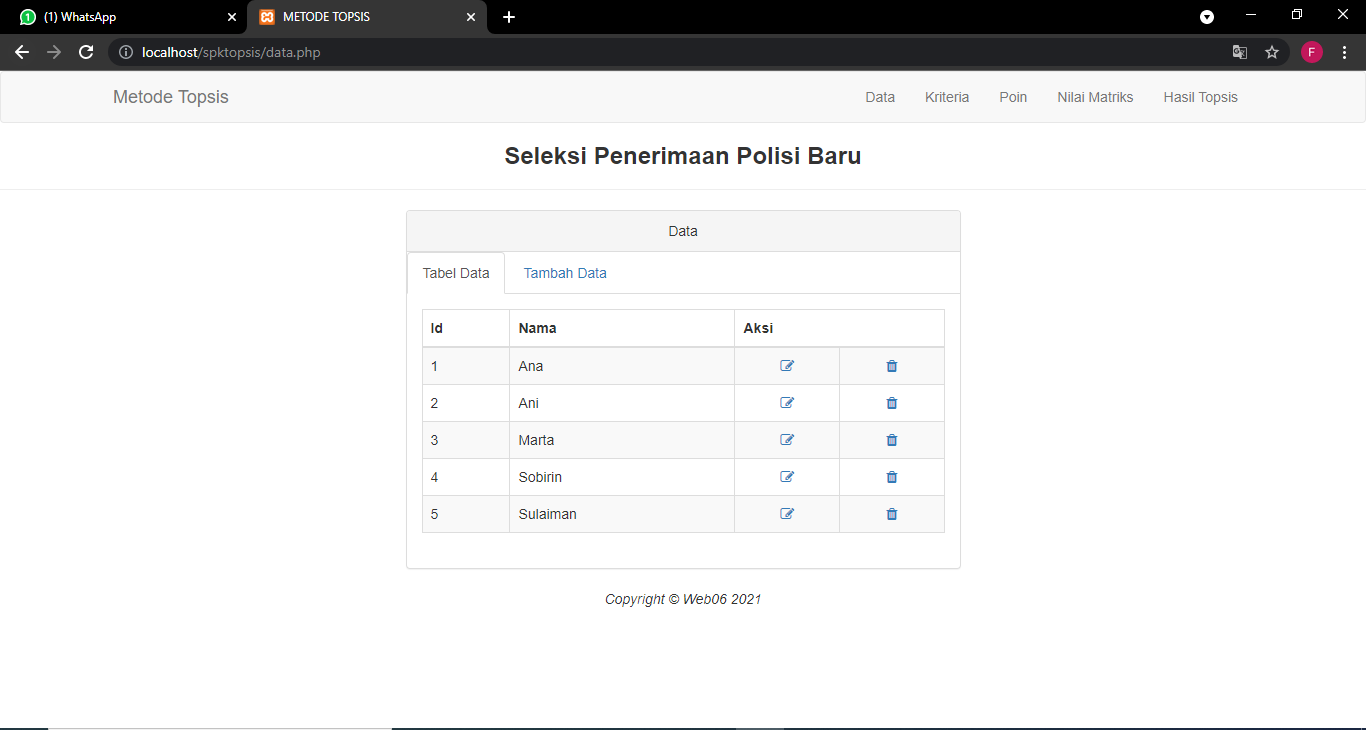 (1) WhatsApp
METODE TOPSIS
localhost/spktopsis/data.php
F
Metode Topsis
Data
Kriteria
Poin
Nilai Matriks
Hasil Topsis
Seleksi Penerimaan Polisi Baru
Data
Tabel Data
Tambah Data
Id Nama Aksi
1 Ana
2 Ani
3 Marta
4 Sobirin
5 Sulaiman
Copyright © Web06 2021